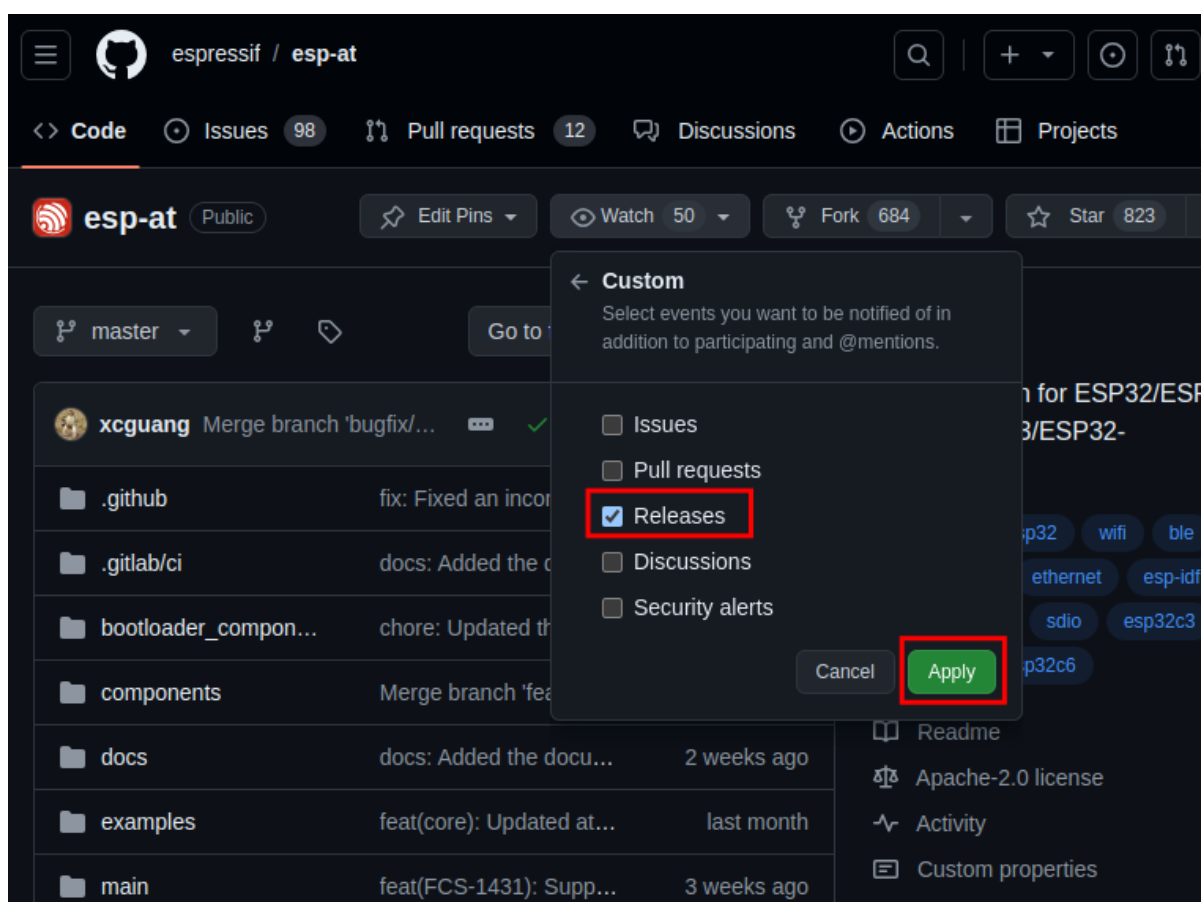 espressif / esp-at
Code Issues 98 Pull requests 12 Discussions Actions Projects
esp-at Public Edit Pins Watch 50 Fork 684 Star 823
Custom
Select events you want to be notified of in
addition to participating and @mentions.
Issues
Pull requests
Releases
Discussions
Security alerts
Cancel Apply
master Go to
xcguang Merge branch 'bugfix/...
.github fix: Fixed an incor
.gitlab/ci docs: Added the
bootloader_compon... chore: Updated th
components Merge branch 'fea
docs docs: Added the docu... 2 weeks ago
examples feat(core): Updated at... last month
main feat(FCS-1431): Supp... 3 weeks ago
for ESP32/ESP
/ESP32-
sp32 wifi ble
ethernet esp-idf
sdio esp32c3
sp32c6
Readme
Apache-2.0 license
Activity
Custom properties